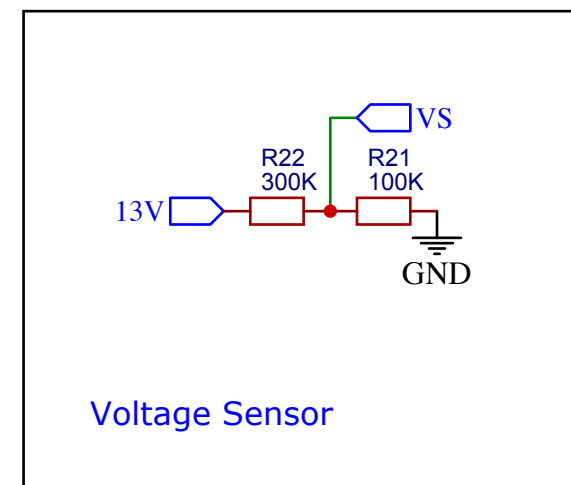 VS
R22
300K
R21
100K
13V
GND
Voltage Sensor